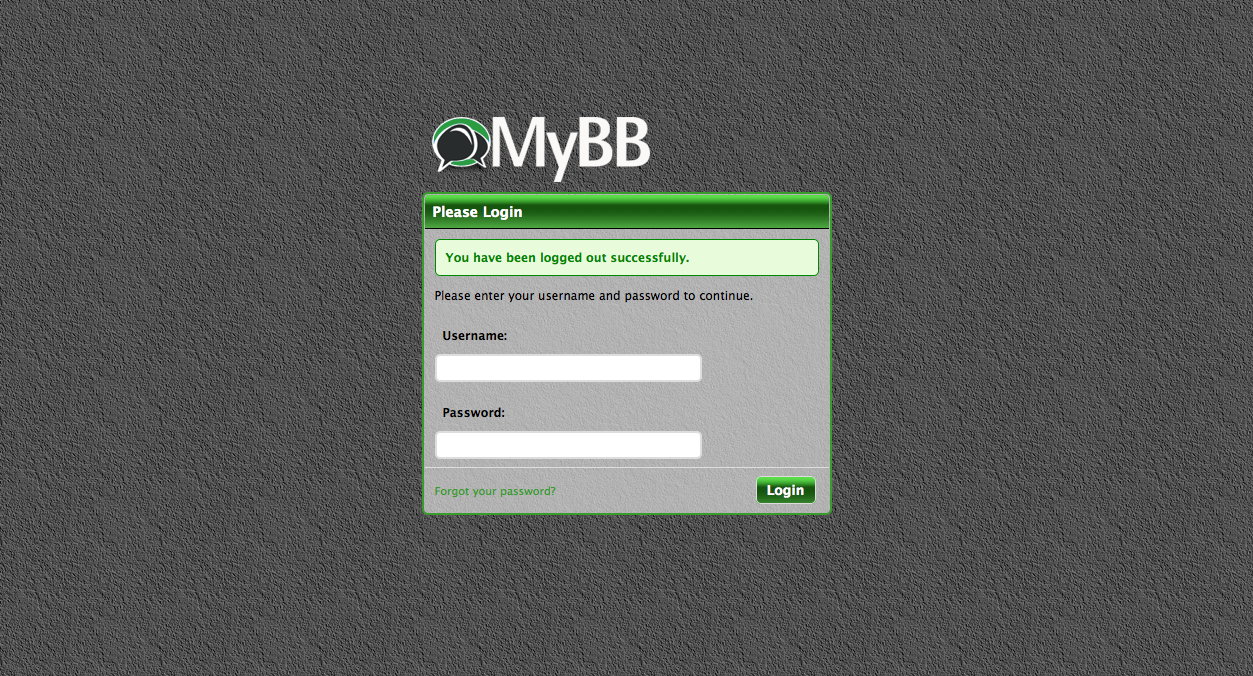 MyBB
Please Login
You have been logged out successfully.
Please enter your username and password to continue.
Username:
Password:
Forgot your password?
Login